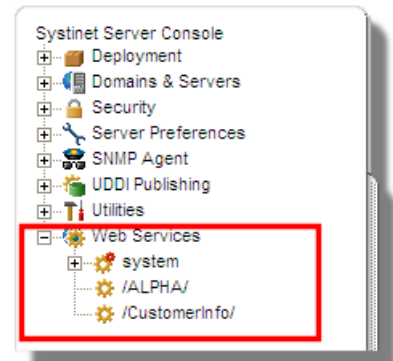 Systinet Server Console
Deployment
Domains & Servers
Security
Server Preferences
SNMP Agent
UDDI Publishing
Utilities
Web Services
system
/ALPHA/
/CustomerInfo/